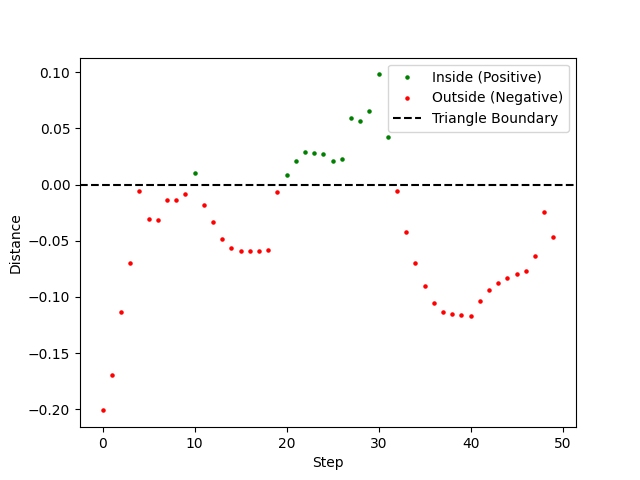 0.10
0.05
0.00
−0.05
−0.10
−0.15
−0.20
Distance
Inside (Positive)
Outside (Negative)
Triangle Boundary
0 10 20 30 40 50
Step